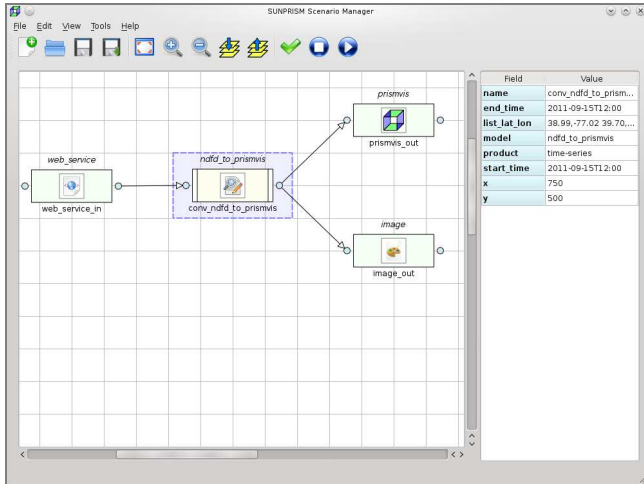 SUNPRISM Scenario Manager
File Edit View Tools Help
prismvis
prismvis_out
web_service
web_service_in
ndfd_to_prismvis
conv_ndfd_to_prismvis
image
image_out
Field Value
name conv_ndfd_to_prism...
end_time 2011-09-15T12:00
list_lat_lon 38.99,-77.02 39.70,...
model ndfd_to_prismvis
product time-series
start_time 2011-09-15T12:00
x 750
y 500